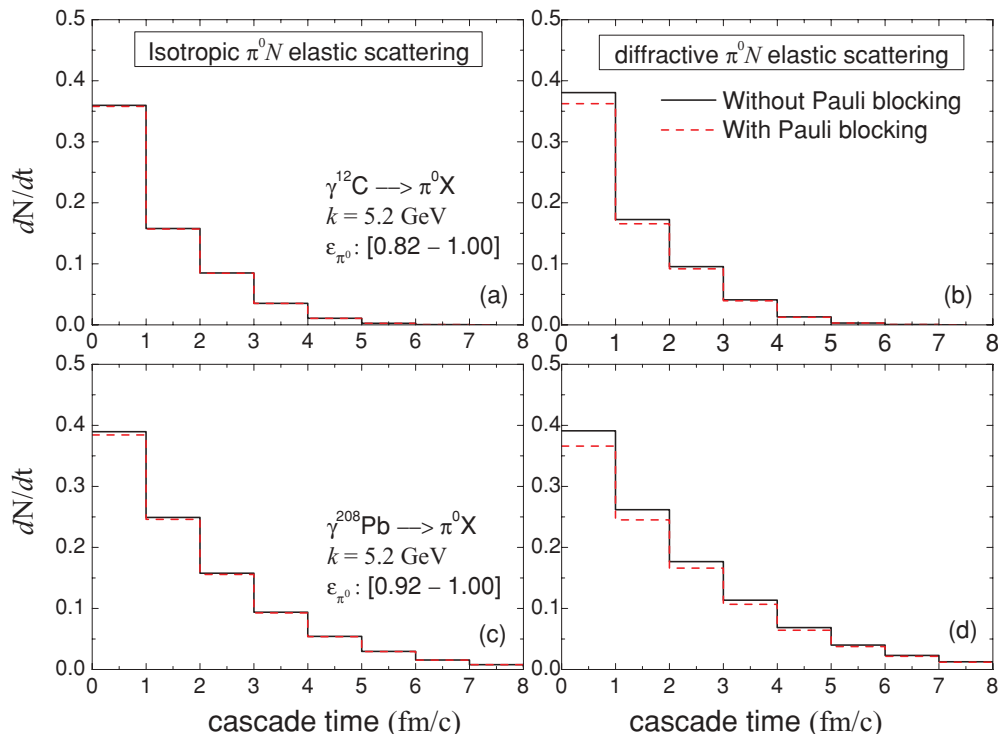 Isotropic π⁰N elastic scattering
diffractive π⁰N elastic scattering
Without Pauli blocking
With Pauli blocking
γ¹²C —> π⁰X
k = 5.2 GeV
ε_π⁰: [0.82 – 1.00]
(a)
(b)
dN/dt
0.5
0.4
0.3
0.2
0.1
0.0
0 1 2 3 4 5 6 7 8
0 1 2 3 4 5 6 7 8
γ²⁰⁸Pb —> π⁰X
k = 5.2 GeV
ε_π⁰: [0.92 – 1.00]
(c)
(d)
dN/dt
0.5
0.4
0.3
0.2
0.1
0.0
0 1 2 3 4 5 6 7 8
0 1 2 3 4 5 6 7 8
cascade time (fm/c)
cascade time (fm/c)